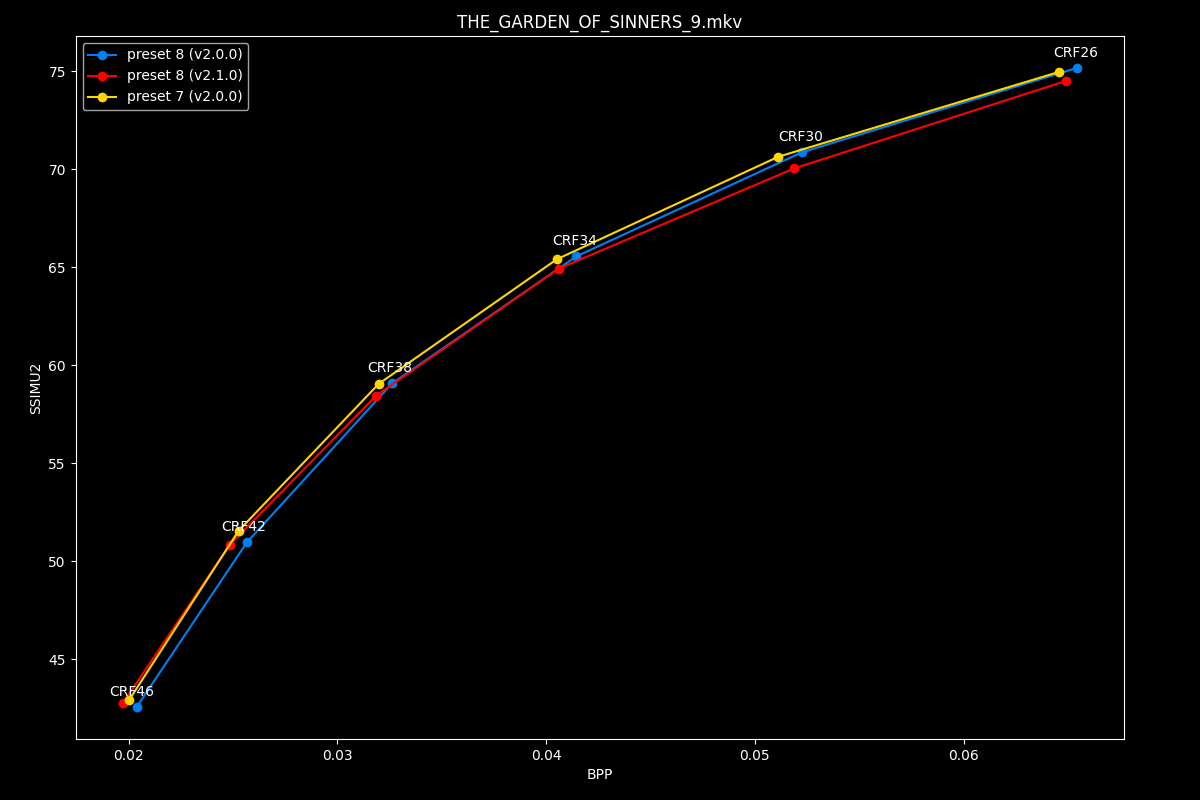 THE_GARDEN_OF_SINNERS_9.mkv
preset 8 (v2.0.0)
preset 8 (v2.1.0)
preset 7 (v2.0.0)
CRF26
CRF30
CRF34
CRF38
CRF42
CRF46
75
70
65
60
55
50
45
SSIMU2
0.02 0.03 0.04 0.05 0.06
BPP